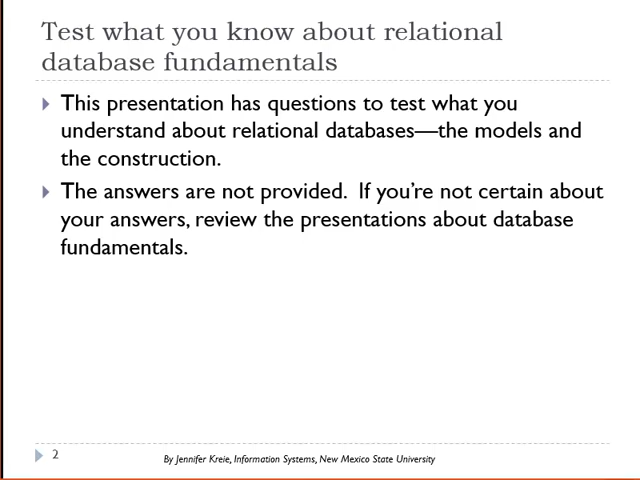 Test what you know about relational
database fundamentals
This presentation has questions to test what you
understand about relational databases—the models and
the construction.
The answers are not provided.  If you’re not certain about
your answers, review the presentations about database
fundamentals.
2
By Jennifer Kreie, Information Systems, New Mexico State University